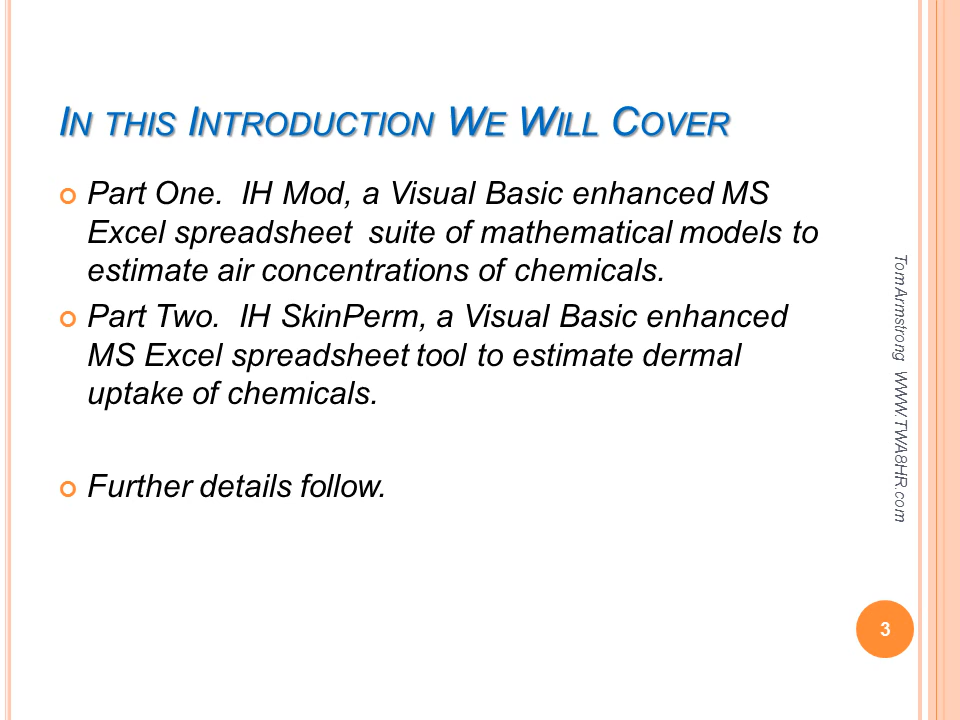 IN THIS INTRODUCTION WE WILL COVER
Part One. IH Mod, a Visual Basic enhanced MS
Excel spreadsheet suite of mathematical models to
estimate air concentrations of chemicals.
Part Two. IH SkinPerm, a Visual Basic enhanced
MS Excel spreadsheet tool to estimate dermal
uptake of chemicals.
Further details follow.
Tom Armstrong WWW.TWA8HR.com
3